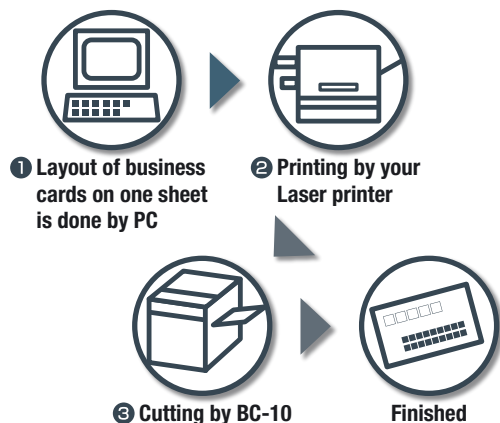 ❶ Layout of business
cards on one sheet
is done by PC
❷ Printing by your
Laser printer
❸ Cutting by BC-10
Finished